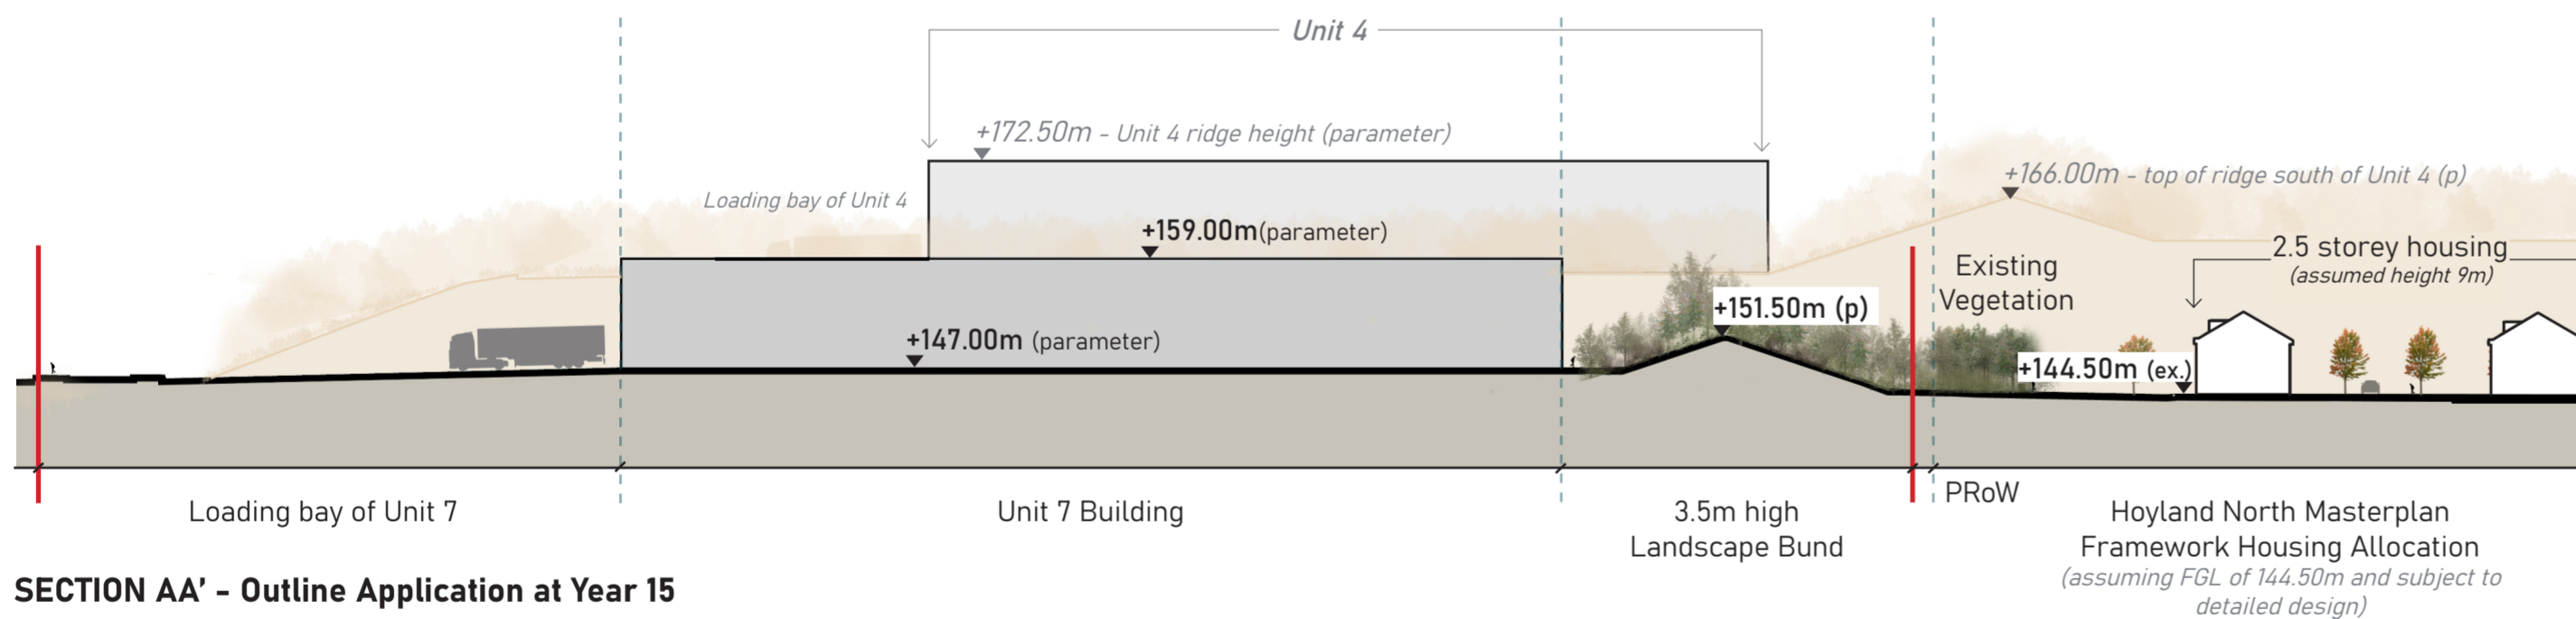 Unit 4
+172.50m - Unit 4 ridge height (parameter)
+166.00m - top of ridge south of Unit 4 (p)
Loading bay of Unit 4
+159.00m(parameter)
2.5 storey housing
(assumed height 9m)
Existing
Vegetation
+151.50m (p)
+147.00m (parameter)
+144.50m (ex.)
Loading bay of Unit 7
Unit 7 Building
3.5m high
Landscape Bund
PRoW
Hoyland North Masterplan
Framework Housing Allocation
(assuming FGL of 144.50m and subject to
detailed design)
SECTION AA’ - Outline Application at Year 15